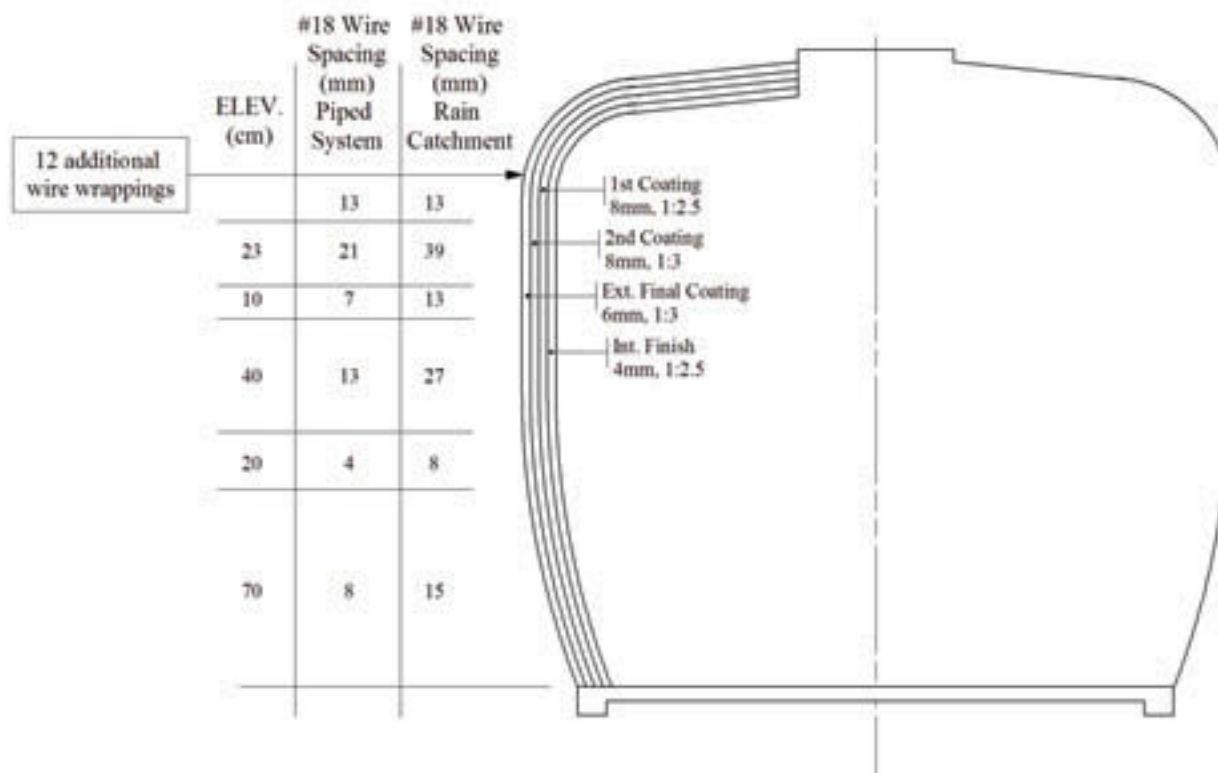 #18 Wire #18 Wire
Spacing Spacing
(mm) (mm)
ELEV. Piped Rain
(cm) System Catchment
12 additional
wire wrappings
13 13
23 21 39
10 7 13
40 13 27
20 4 8
70 8 15
1st Coating
8mm, 1:2.5
2nd Coating
8mm, 1:3
Ext. Final Coating
6mm, 1:3
Int. Finish
4mm, 1:2.5